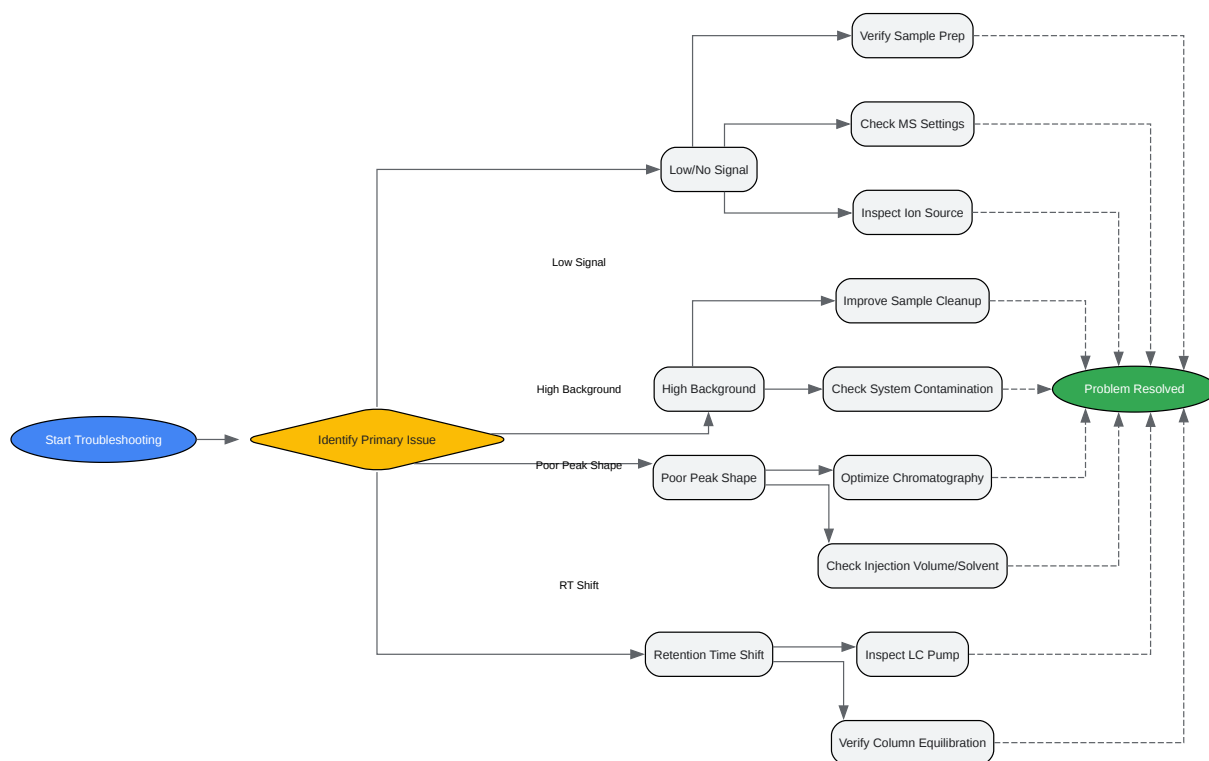 Verify Sample Prep
Check MS Settings
Low/No Signal
Inspect Ion Source
Low Signal
Improve Sample Cleanup
High Background
High Background
Check System Contamination
Problem Resolved
Start Troubleshooting
Identify Primary Issue
Poor Peak Shape
Poor Peak Shape
Optimize Chromatography
Check Injection Volume/Solvent
RT Shift
Retention Time Shift
Inspect LC Pump
Verify Column Equilibration